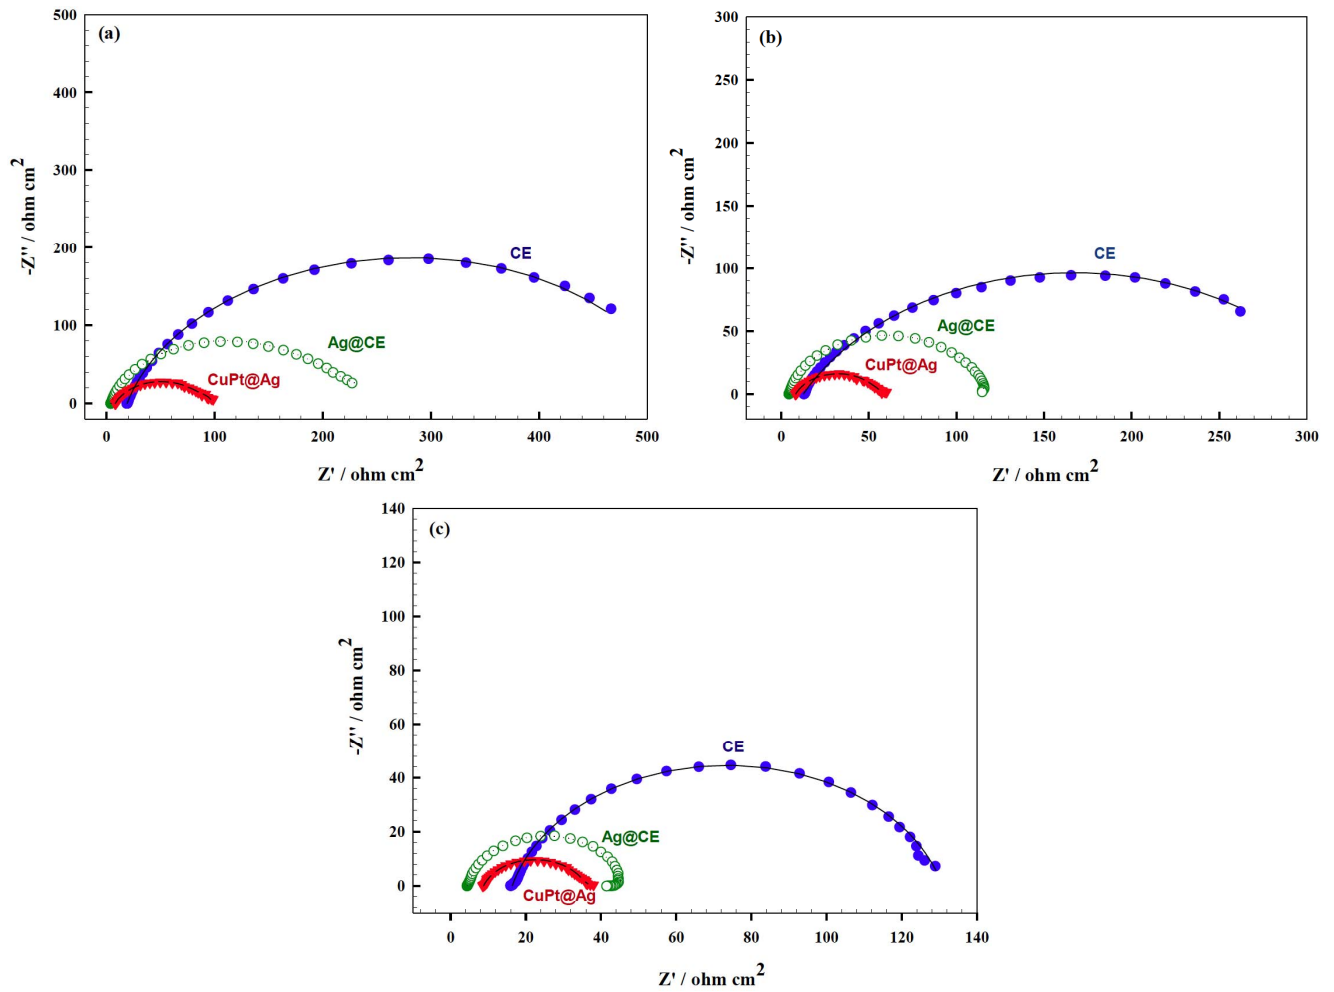 (a)
500
400
300
200
100
0
-Z'' / ohm cm2
CE
Ag@CE
CuPt@Ag
0 100 200 300 400 500
Z' / ohm cm2
(b)
300
250
200
150
100
50
0
-Z'' / ohm cm2
CE
Ag@CE
CuPt@Ag
0 50 100 150 200 250 300
Z' / ohm cm2
(c)
140
120
100
80
60
40
20
0
-Z'' / ohm cm2
CE
Ag@CE
CuPt@Ag
0 20 40 60 80 100 120 140
Z' / ohm cm2